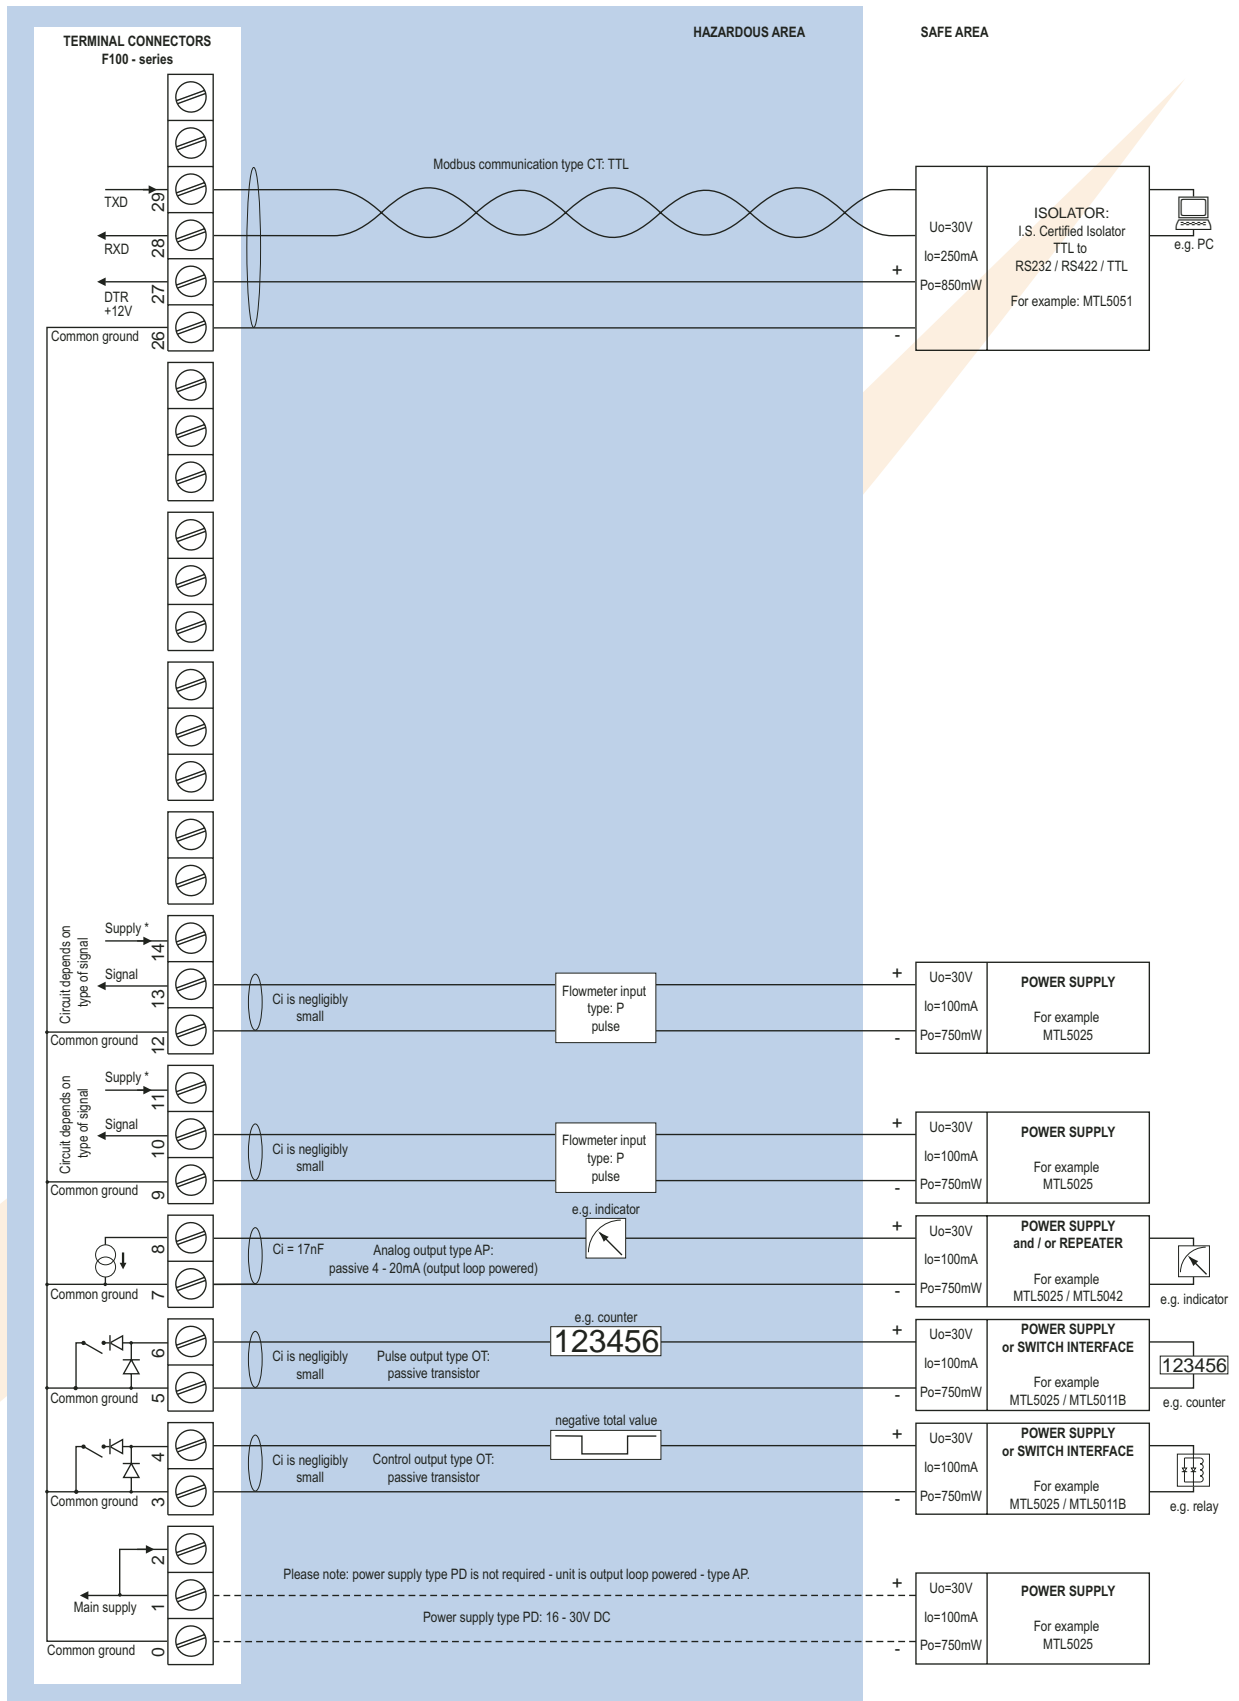 HAZARDOUS AREA
SAFE AREA
TERMINAL CONNECTORS
F100 - series
Modbus communication type CT: TTL
TXD
29
RXD
28
DTR
+12V
27
Common ground
26
+
-
Uo=30V
Io=250mA
Po=850mW
ISOLATOR:
I.S. Certified Isolator
TTL to
RS232 / RS422 / TTL
For example: MTL5051
e.g. PC
Circuit depends on
type of signal
Supply *
14
Signal
13
Common ground
12
Ci is negligibly
small
Flowmeter input
type: P
pulse
+
-
Uo=30V
Io=100mA
Po=750mW
POWER SUPPLY
For example
MTL5025
Circuit depends on
type of signal
Supply *
11
Signal
10
Common ground
9
Ci is negligibly
small
Flowmeter input
type: P
pulse
+
-
Uo=30V
Io=100mA
Po=750mW
POWER SUPPLY
For example
MTL5025
8
Common ground
7
Ci = 17nF
Analog output type AP:
passive 4 - 20mA (output loop powered)
e.g. indicator
+
-
Uo=30V
Io=100mA
Po=750mW
POWER SUPPLY
and / or REPEATER
For example
MTL5025 / MTL5042
e.g. indicator
6
Common ground
5
Ci is negligibly
small
Pulse output type OT:
passive transistor
e.g. counter
123456
+
-
Uo=30V
Io=100mA
Po=750mW
POWER SUPPLY
or SWITCH INTERFACE
For example
MTL5025 / MTL5011B
123456
e.g. counter
4
Common ground
3
Ci is negligibly
small
Control output type OT:
passive transistor
negative total value
+
-
Uo=30V
Io=100mA
Po=750mW
POWER SUPPLY
or SWITCH INTERFACE
For example
MTL5025 / MTL5011B
e.g. relay
2
Main supply
1
Common ground
0
Please note: power supply type PD is not required - unit is output loop powered - type AP.
Power supply type PD: 16 - 30V DC
+
-
Uo=30V
Io=100mA
Po=750mW
POWER SUPPLY
For example
MTL5025